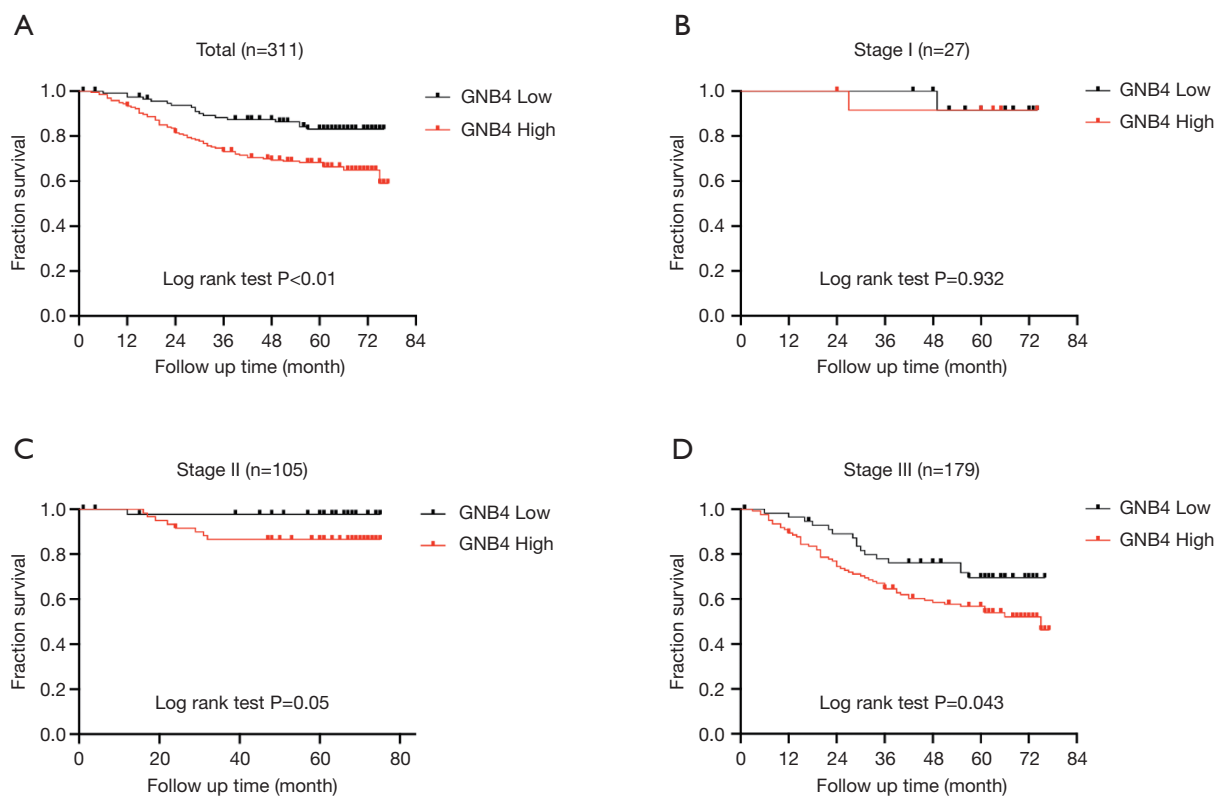 A
Total (n=311)
Fraction survival
1.0
0.8
0.6
0.4
0.2
0.0
GNB4 Low
GNB4 High
Log rank test P<0.01
0 12 24 36 48 60 72 84
Follow up time (month)
B
Stage I (n=27)
Fraction survival
1.0
0.8
0.6
0.4
0.2
0.0
GNB4 Low
GNB4 High
Log rank test P=0.932
0 12 24 36 48 60 72 84
Follow up time (month)
C
Stage II (n=105)
Fraction survival
1.0
0.8
0.6
0.4
0.2
0.0
GNB4 Low
GNB4 High
Log rank test P=0.05
0 20 40 60 80
Follow up time (month)
D
Stage III (n=179)
Fraction survival
1.0
0.8
0.6
0.4
0.2
0.0
GNB4 Low
GNB4 High
Log rank test P=0.043
0 12 24 36 48 60 72 84
Follow up time (month)